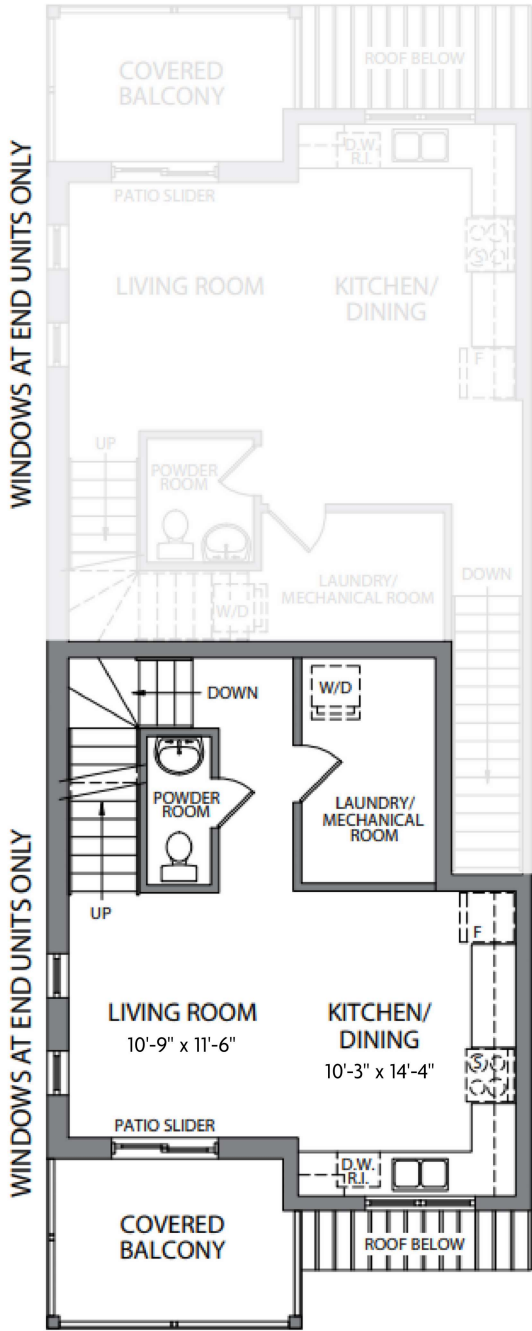 COVERED
BALCONY
ROOF BELOW
D.W.
R.I.
PATIO SLIDER
S
WINDOWS AT END UNITS ONLY
LIVING ROOM
KITCHEN/
DINING
F
UP
POWDER
ROOM
DOWN
LAUNDRY/
MECHANICAL ROOM
W/D
DOWN
W/D
POWDER
ROOM
LAUNDRY/
MECHANICAL
ROOM
UP
F
WINDOWS AT END UNITS ONLY
LIVING ROOM
10'-9" x 11'-6"
KITCHEN/
DINING
10'-3" x 14'-4"
S
PATIO SLIDER
D.W.
R.I.
COVERED
BALCONY
ROOF BELOW